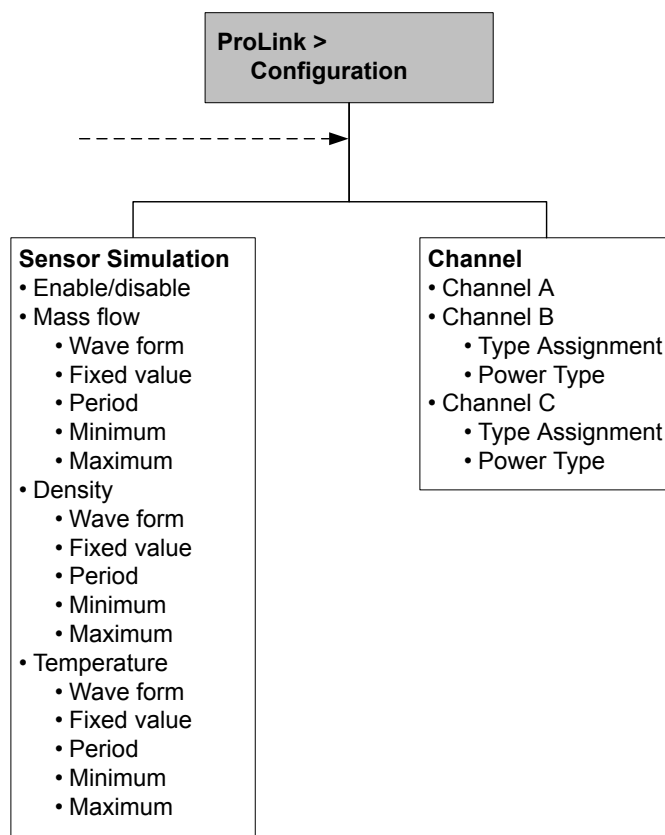 ProLink >
Configuration
Sensor Simulation
• Enable/disable
• Mass flow
• Wave form
• Fixed value
• Period
• Minimum
• Maximum
• Density
• Wave form
• Fixed value
• Period
• Minimum
• Maximum
• Temperature
• Wave form
• Fixed value
• Period
• Minimum
• Maximum
Channel
• Channel A
• Channel B
• Type Assignment
• Power Type
• Channel C
• Type Assignment
• Power Type